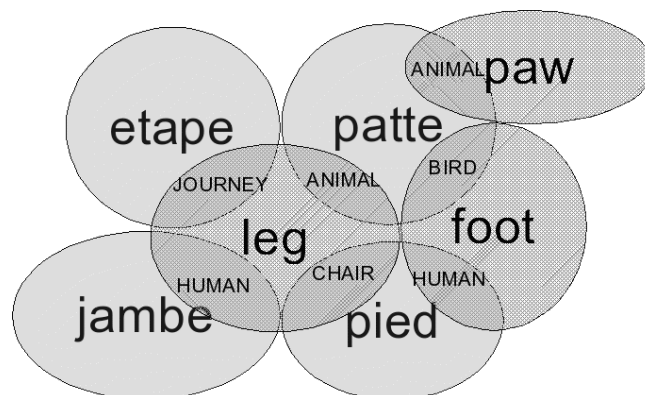 ANIMAL paw
etape patte
BIRD
JOURNEY ANIMAL
leg foot
HUMAN CHAIR HUMAN
jambe pied